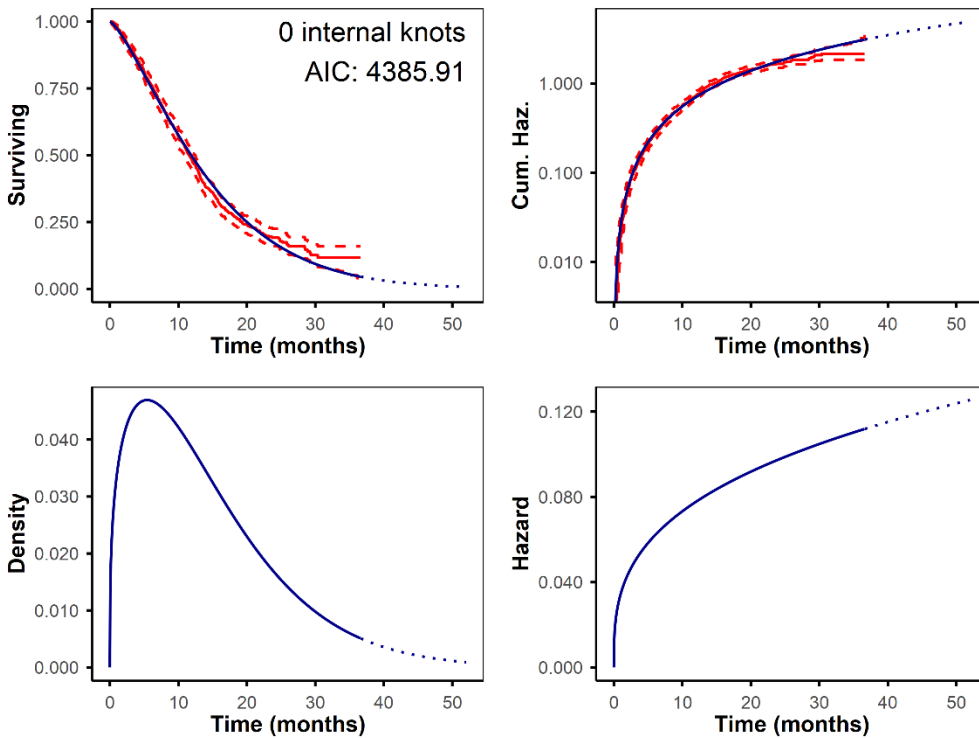 0 internal knots
AIC: 4385.91
Surviving
1.000
0.750
0.500
0.250
0.000
0 10 20 30 40 50
Time (months)
Cum. Haz.
1.000
0.100
0.010
0 10 20 30 40 50
Time (months)
Density
0.040
0.030
0.020
0.010
0.000
0 10 20 30 40 50
Time (months)
Hazard
0.120
0.080
0.040
0.000
0 10 20 30 40 50
Time (months)